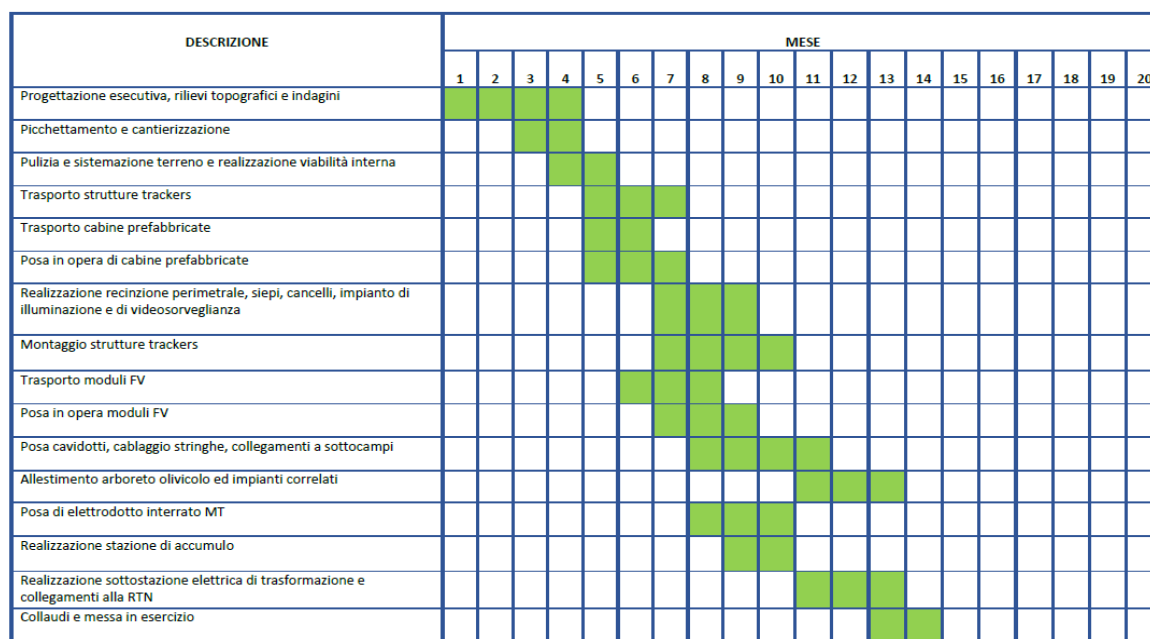 DESCRIZIONE
MESE
1 2 3 4 5 6 7 8 9 10 11 12 13 14 15 16 17 18 19 20
Progettazione esecutiva, rilievi topografici e indagini
Picchettamento e cantierizzazione
Pulizia e sistemazione terreno e realizzazione viabilità interna
Trasporto strutture trackers
Trasporto cabine prefabbricate
Posa in opera di cabine prefabbricate
Realizzazione recinzione perimetrale, siepi, cancelli, impianto di
illuminazione e di videosorveglianza
Montaggio strutture trackers
Trasporto moduli FV
Posa in opera moduli FV
Posa cavidotti, cablaggio stringhe, collegamenti a sottocampi
Allestimento arboreto olivicolo ed impianti correlati
Posa di elettrodotto interrato MT
Realizzazione stazione di accumulo
Realizzazione sottostazione elettrica di trasformazione e
collegamenti alla RTN
Collaudi e messa in esercizio